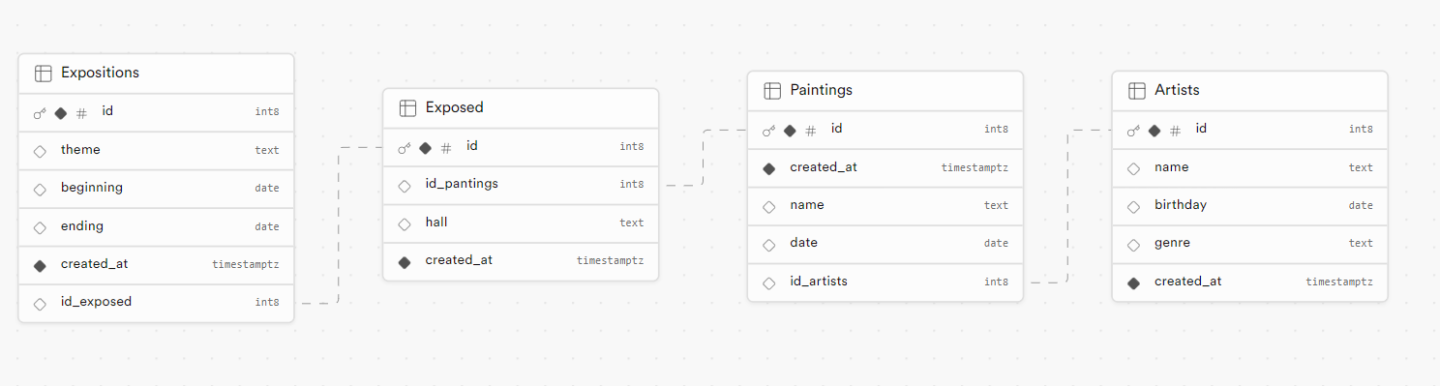 Expositions
# id int8
theme text
beginning date
ending date
created_at timestamptz
id_exposed int8
Exposed
# id int8
id_pantings int8
hall text
created_at timestamptz
Paintings
# id int8
created_at timestamptz
name text
date date
id_artists int8
Artists
# id int8
name text
birthday date
genre text
created_at timestamptz